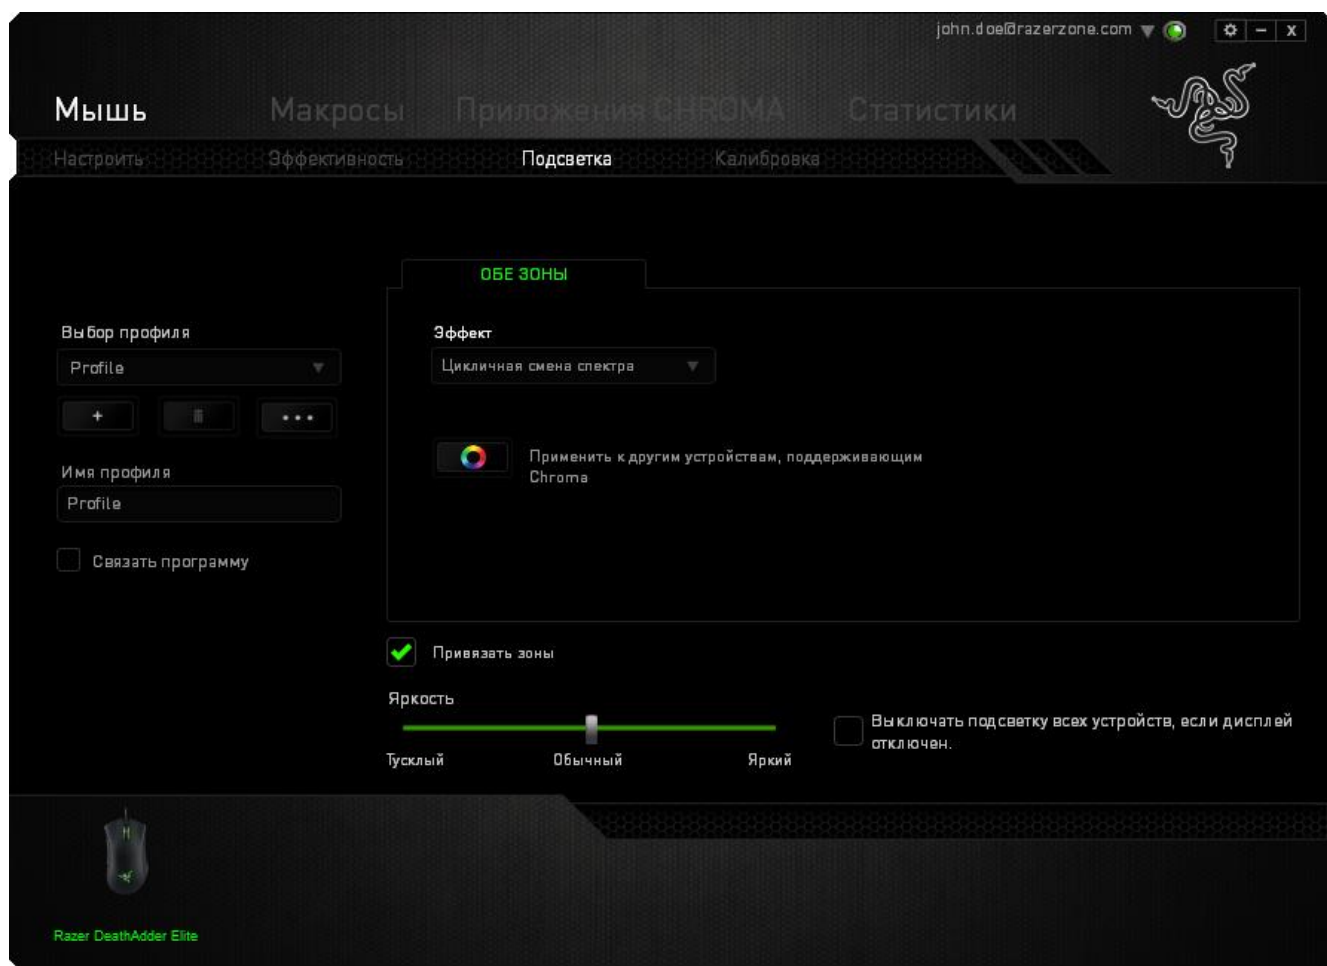 john.doe@razerzone.com
Мышь Макросы Приложения CHROMA Статистики
Настроить Эффективность Подсветка Калибровка
ОБЕ ЗОНЫ
Выбор профиля
Profile
Имя профиля
Profile
Связать программу
Эффект
Цикличная смена спектра
Применить к другим устройствам, поддерживающим
Chroma
Привязать зоны
Яркость
Тусклый Обычный Яркий
Выключать подсветку всех устройств, если дисплей
отключен.
Razer DeathAdder Elite